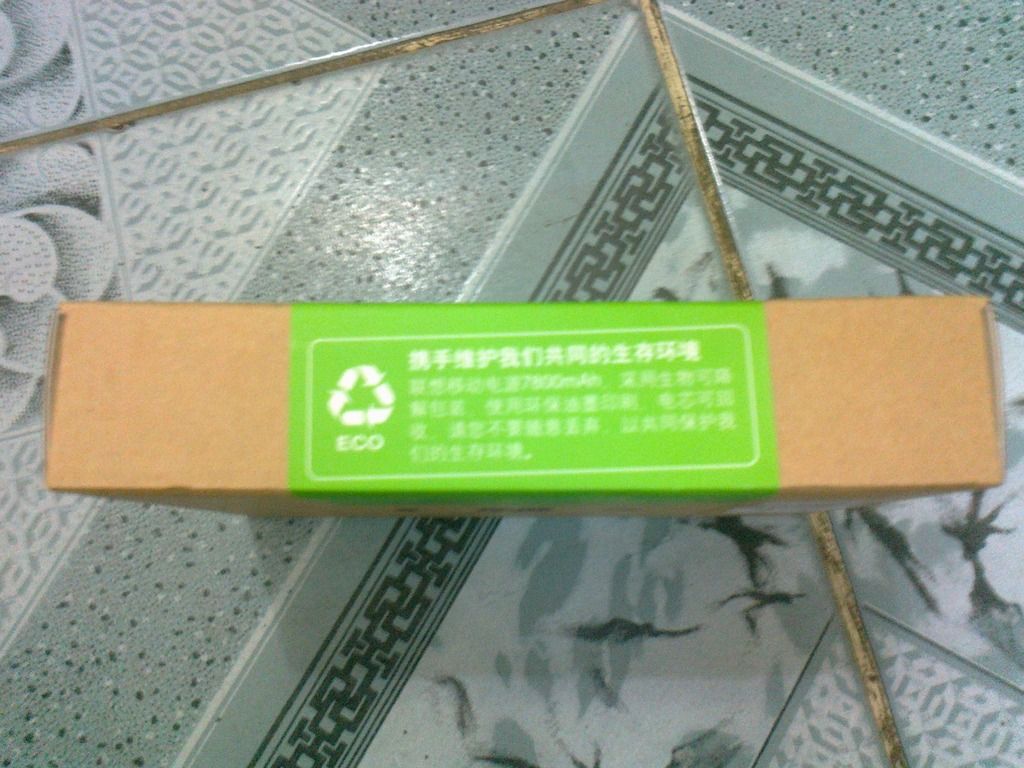 携手维护我们共同的生存环境
联想移动电源7800mAh，采用生物可降
解包装，使用环保油墨印刷，电芯可回
收，请您不要随意丢弃，以共同保护我
们的生存环境。
ECO